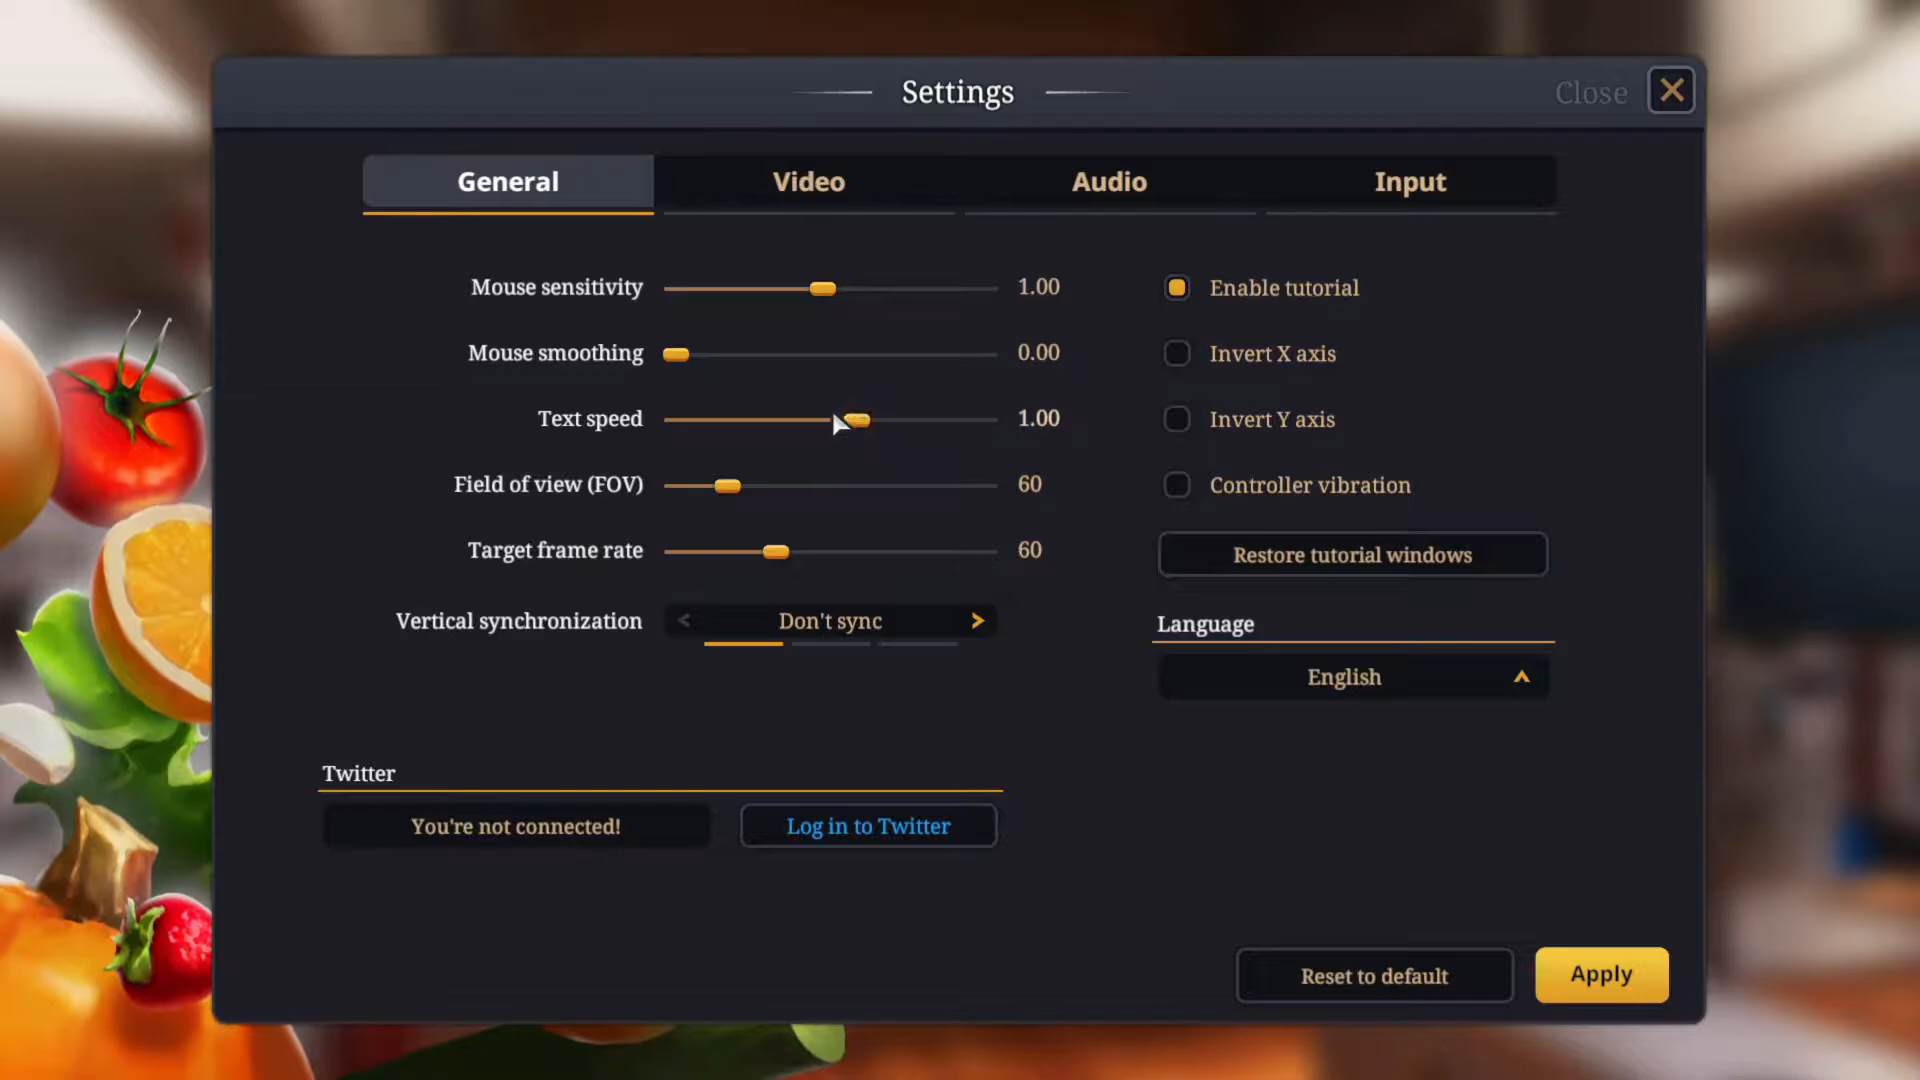 Settings
Close
General
Video
Audio
Input
Mouse sensitivity 1.00
Mouse smoothing 0.00
Text speed 1.00
Field of view (FOV) 60
Target frame rate 60
Vertical synchronization < Don't sync >
Enable tutorial
Invert X axis
Invert Y axis
Controller vibration
Restore tutorial windows
Language
English
Twitter
You're not connected!
Log in to Twitter
Reset to default
Apply